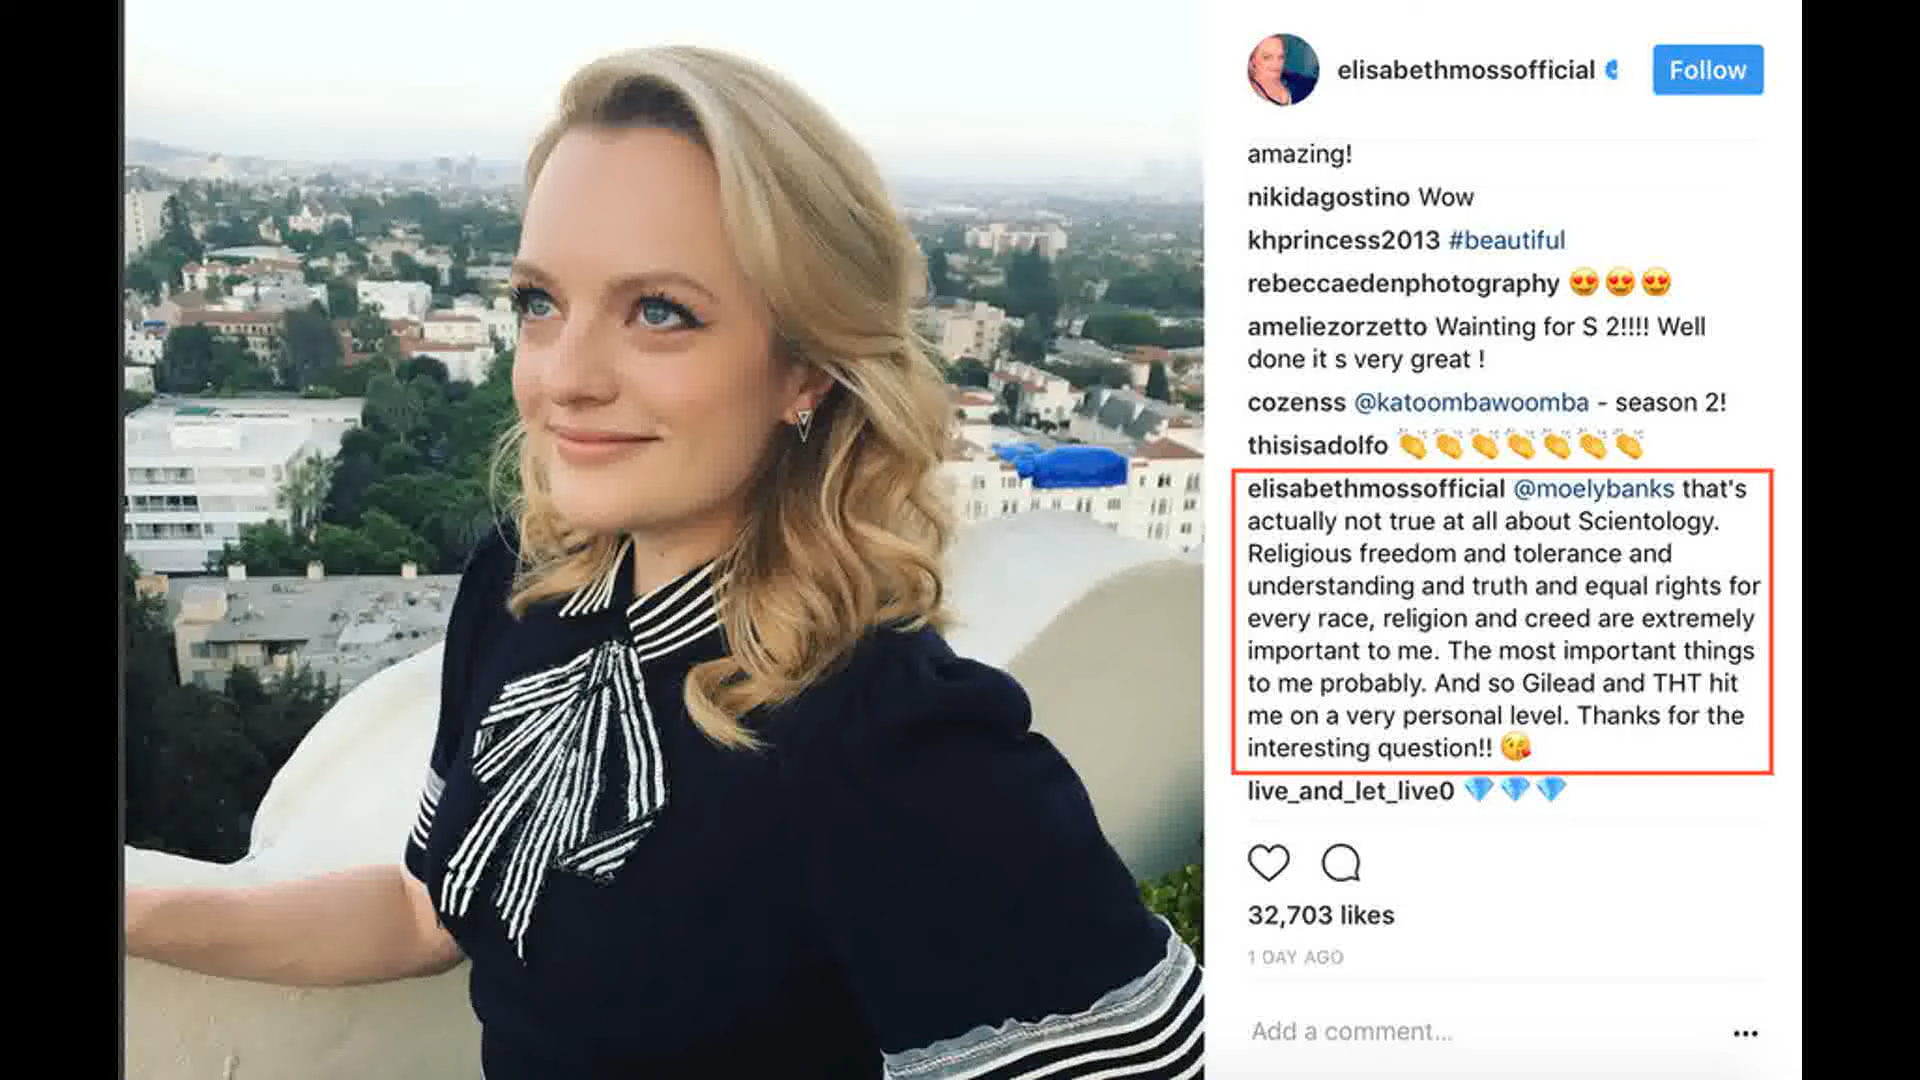 elisabethmossofficial
Follow
amazing!
nikidagostino Wow
khprincess2013 #beautiful
rebeccaedenphotography 😍😍😍
ameliezorzetto Wainting for S 2!!!! Well
done it s very great !
cozenss @katoombawoomba - season 2!
thisisadolfo 👏👏👏👏👏👏👏
elisabethmossofficial @moelybanks that's
actually not true at all about Scientology.
Religious freedom and tolerance and
understanding and truth and equal rights for
every race, religion and creed are extremely
important to me. The most important things
to me probably. And so Gilead and THT hit
me on a very personal level. Thanks for the
interesting question!! 😘
live_and_let_live0 💎💎💎
32,703 likes
1 DAY AGO
Add a comment...